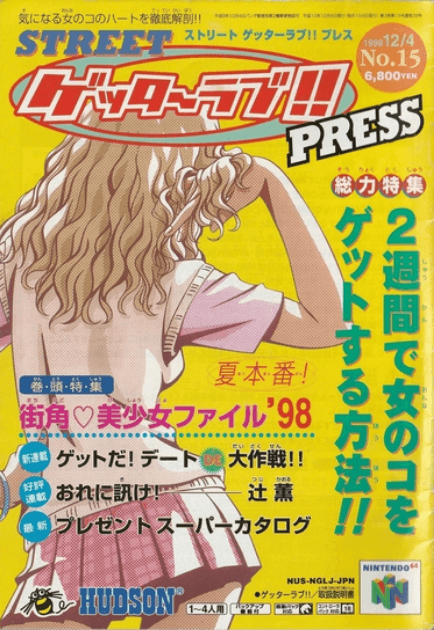 気になる女のコのハートを徹底解剖!!
STREET
ストリート ゲッターラブ!! プレス
1998 12/4
No.15
6,800YEN
ゲッターラブ!!
PRESS
総力特集
2週間で女のコを
ゲットする方法!!
夏・本・番!
巻・頭・特・集
街角♡美少女ファイル'98
新連載
ゲットだ!デート
大作戦!!
好評連載
おれに訊け! 辻 薫
最新
プレゼントスーパーカタログ
NINTENDO 64
N
NUS-NGLJ-JPN
●ゲッターラブ!!/取扱説明書
HUDSON®
1〜4人用